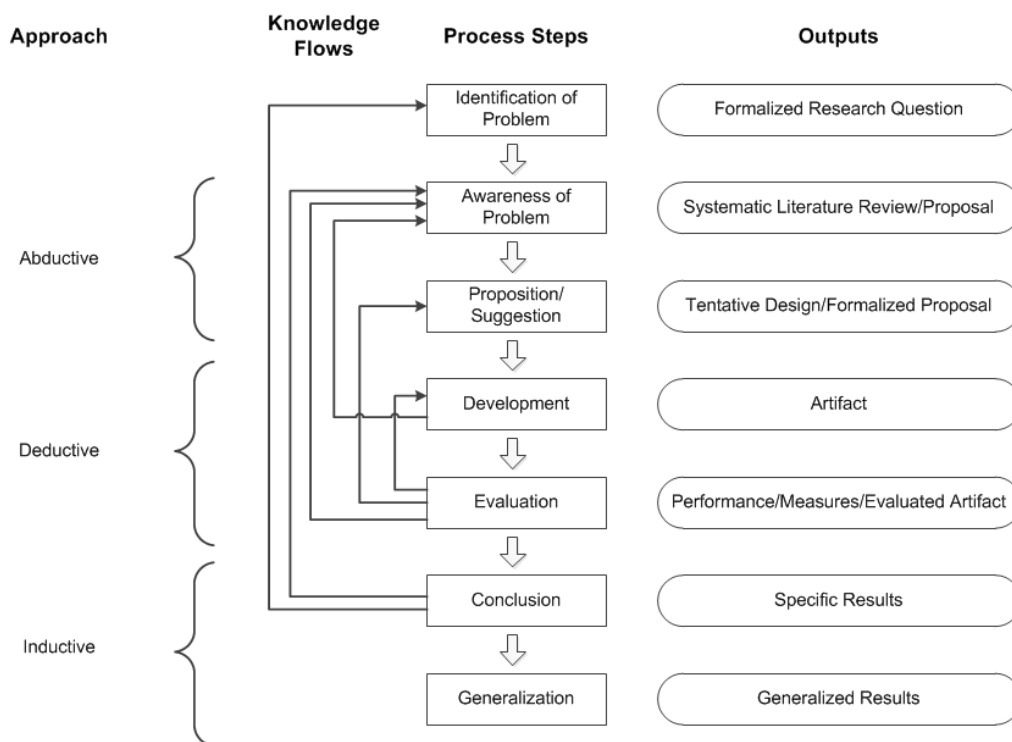 Approach
Knowledge
Flows
Process Steps
Outputs
Identification of
Problem
Formalized Research Question
Awareness of
Problem
Systematic Literature Review/Proposal
Abductive
Proposition/
Suggestion
Tentative Design/Formalized Proposal
Development
Artifact
Deductive
Evaluation
Performance/Measures/Evaluated Artifact
Conclusion
Specific Results
Inductive
Generalization
Generalized Results